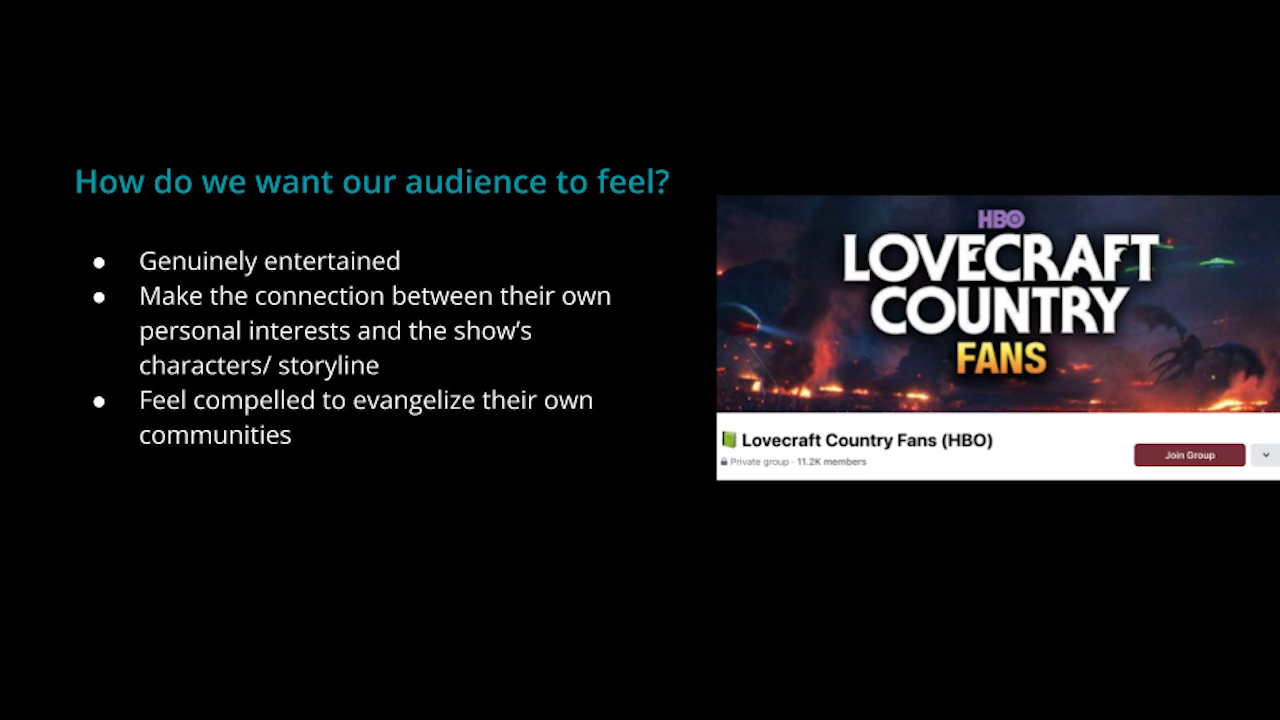 How do we want our audience to feel?
● Genuinely entertained
● Make the connection between their own
personal interests and the show's
characters/ storyline
● Feel compelled to evangelize their own
communities
HBO
LOVECRAFT
COUNTRY
FANS
Lovecraft Country Fans (HBO)
Private group · 11.2K members
Join Group